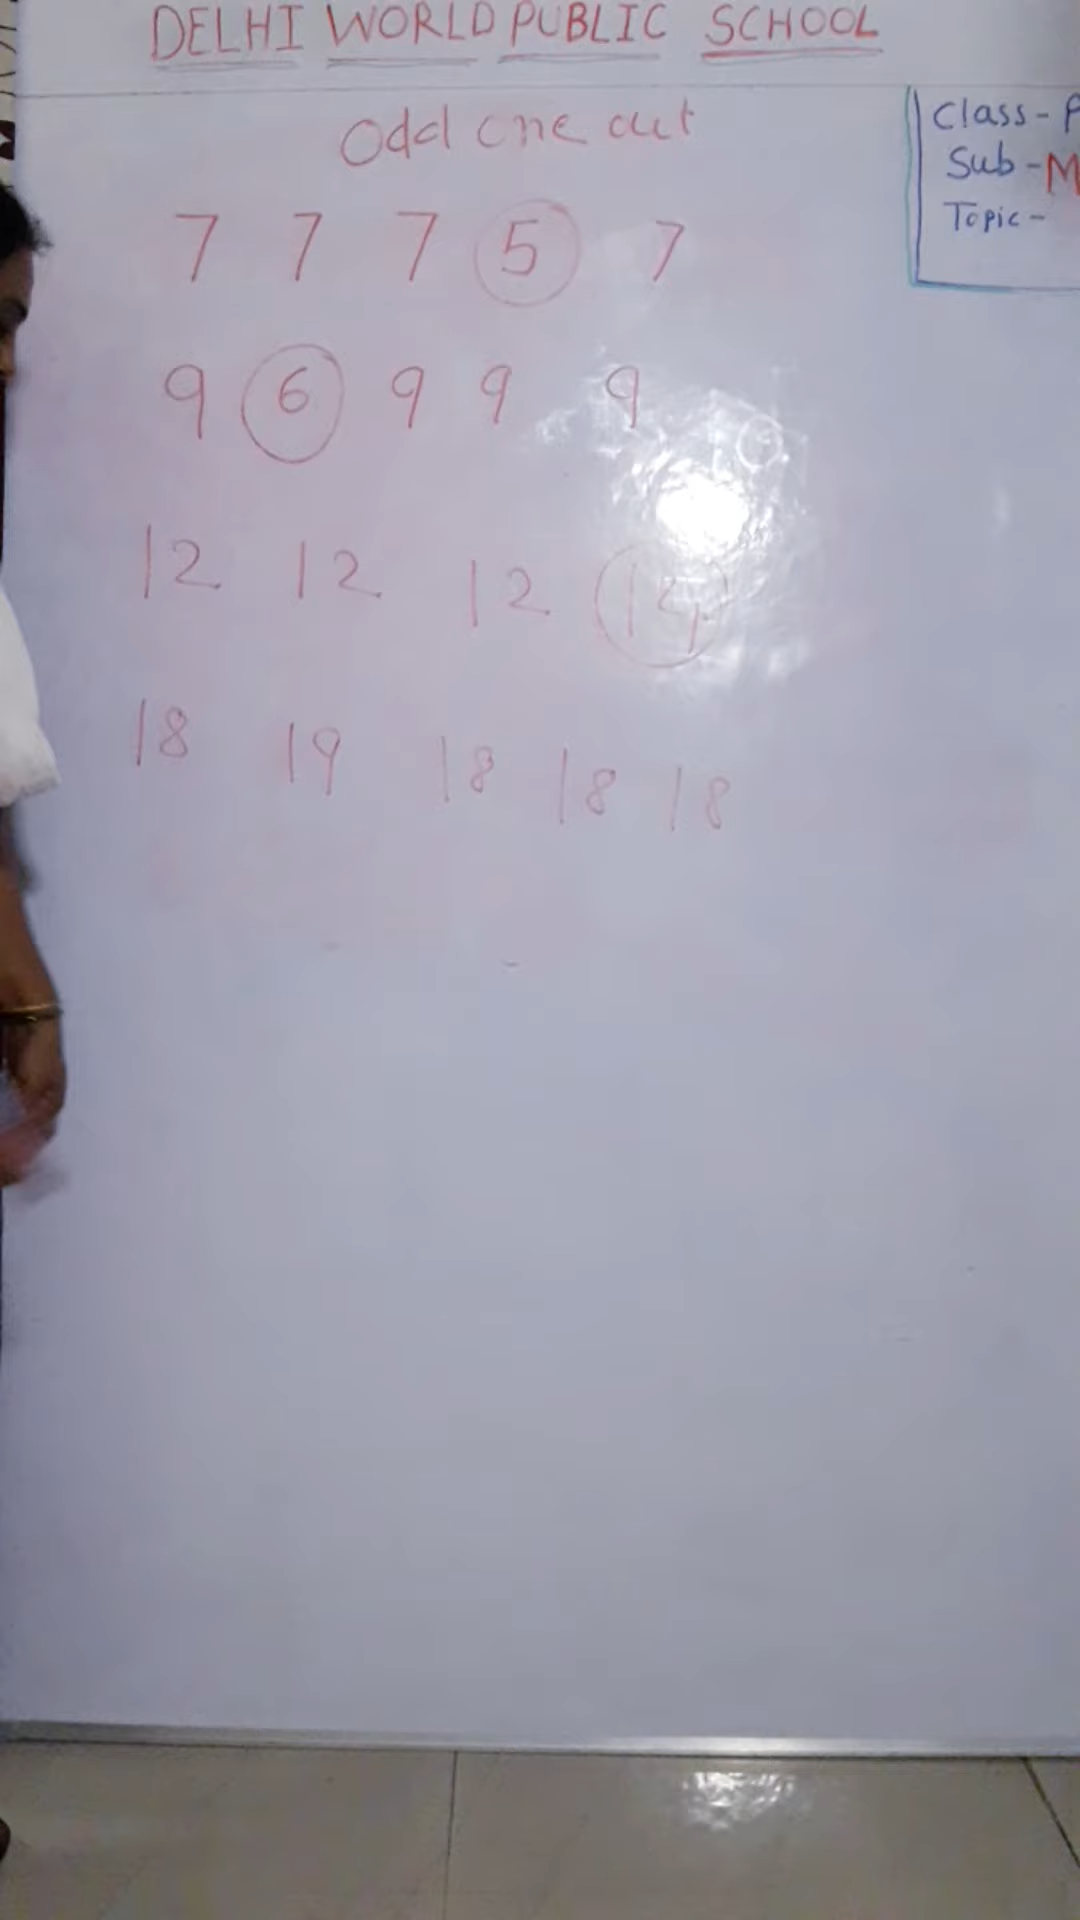 DELHI WORLD PUBLIC SCHOOL
Odd one out
Class-
Sub-
Topic-
7 7 7 5 7
9 6 9 9 9
12 12 12 14
18 19 18 18 18